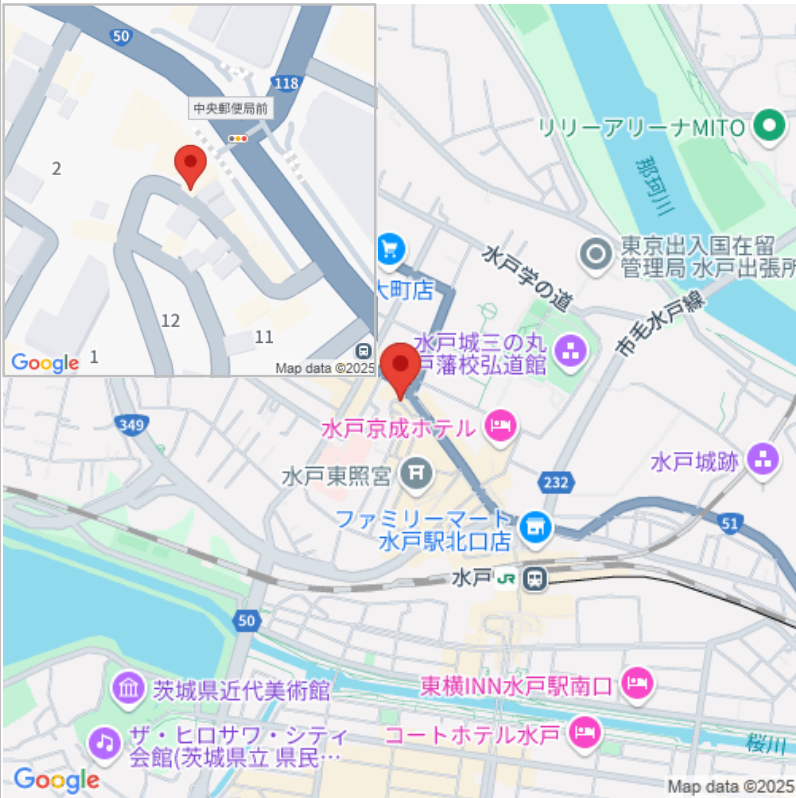 50
118
中央郵便局前
2
12
11
1
Google
Map data ©2025
リリーアリーナMITO
那珂川
水戸学の道
東京出入国在留
管理局 水戸出張所
大町店
市毛水戸線
水戸城三の丸
戸藩校弘道館
349
水戸京成ホテル
水戸東照宮
水戸城跡
232
51
ファミリーマート
水戸駅北口店
水戸 JR
50
茨城県近代美術館
東横INN水戸駅南口
ザ・ヒロサワ・シティ
会館(茨城県立 県民…
コートホテル水戸
桜川
Google
Map data ©2025